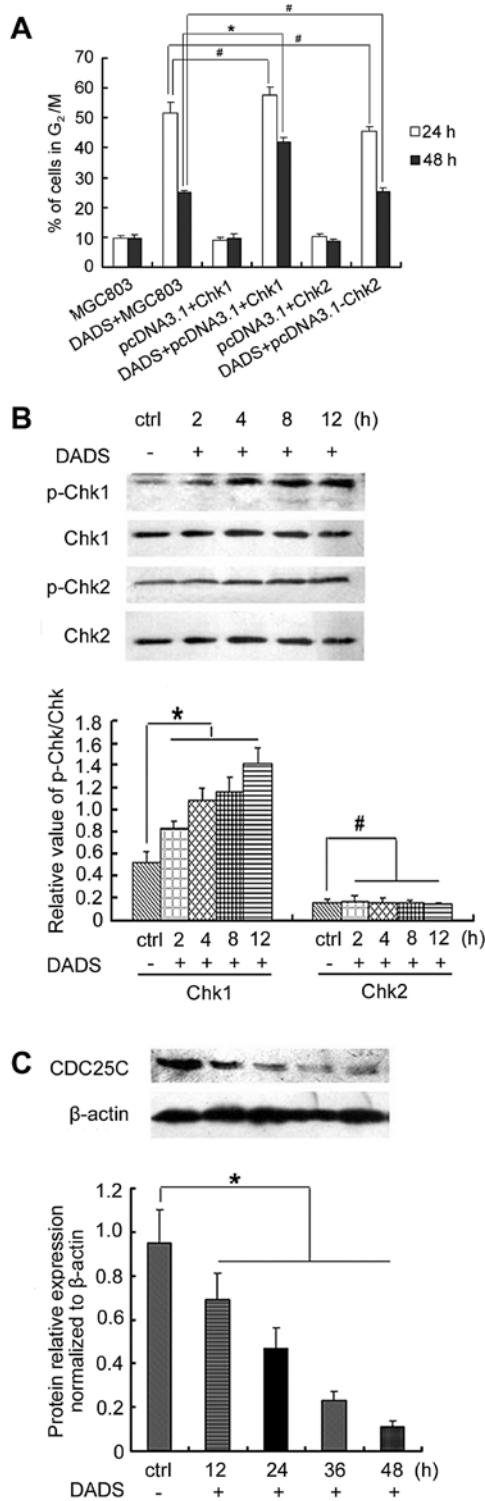 A
#
*
#
#
% of cells in G2/M
70
60
50
40
30
20
10
0
24 h
48 h
MGC803
DADS+MGC803
pcDNA3.1+Chk1
DADS+pcDNA3.1+Chk1
pcDNA3.1+Chk2
DADS+pcDNA3.1-Chk2
B
ctrl 2 4 8 12 (h)
DADS - + + + +
p-Chk1
Chk1
p-Chk2
Chk2
Relative value of p-Chk/Chk
1.8
1.6
1.4
1.2
1.0
0.8
0.6
0.4
0.2
0
*
#
ctrl 2 4 8 12 ctrl 2 4 8 12 (h)
DADS - + + + + - + + + +
Chk1 Chk2
C
CDC25C
β-actin
Protein relative expression
normalized to β-actin
1.2
1.0
0.8
0.6
0.4
0.2
0
*
ctrl 12 24 36 48 (h)
DADS - + + + +